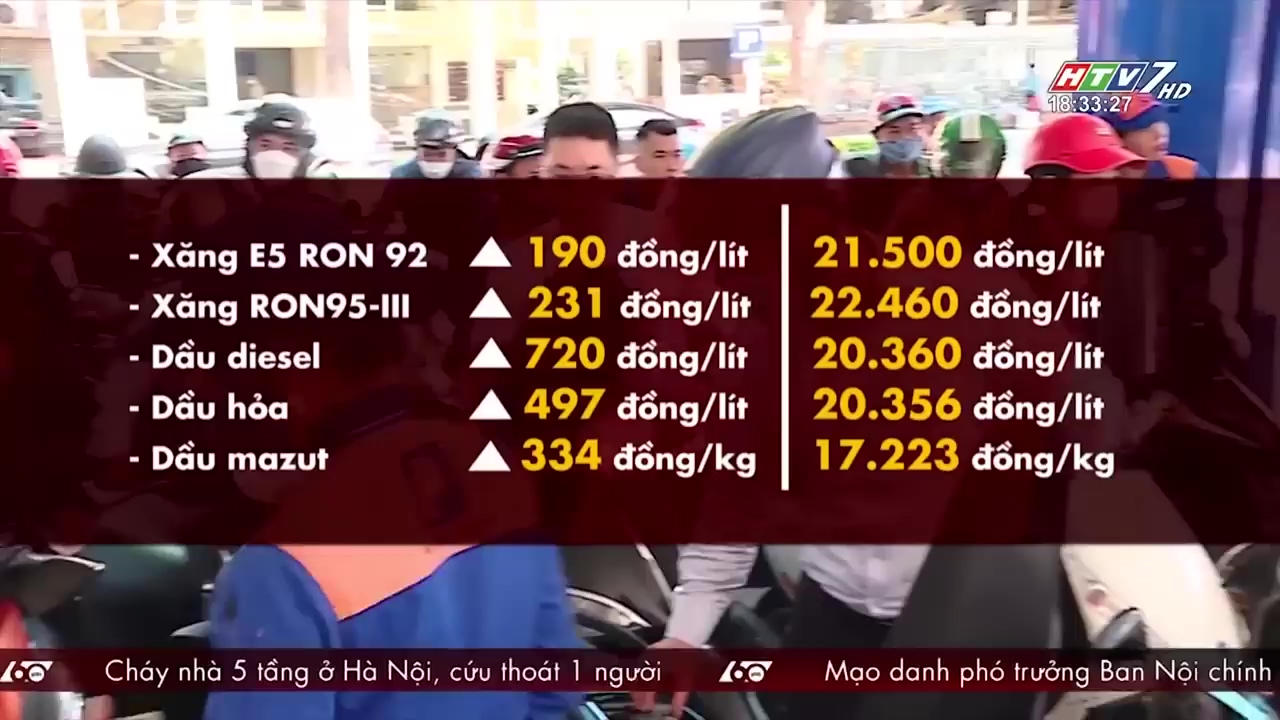 HTV7 HD
18:33:27
- Xăng E5 RON 92 ▲ 190 đồng/lít 21.500 đồng/lít
- Xăng RON95-III ▲ 231 đồng/lít 22.460 đồng/lít
- Dầu diesel ▲ 720 đồng/lít 20.360 đồng/lít
- Dầu hỏa ▲ 497 đồng/lít 20.356 đồng/lít
- Dầu mazut ▲ 334 đồng/kg 17.223 đồng/kg
60 Cháy nhà 5 tầng ở Hà Nội, cứu thoát 1 người 60 Mạo danh phó trưởng Ban Nội chính